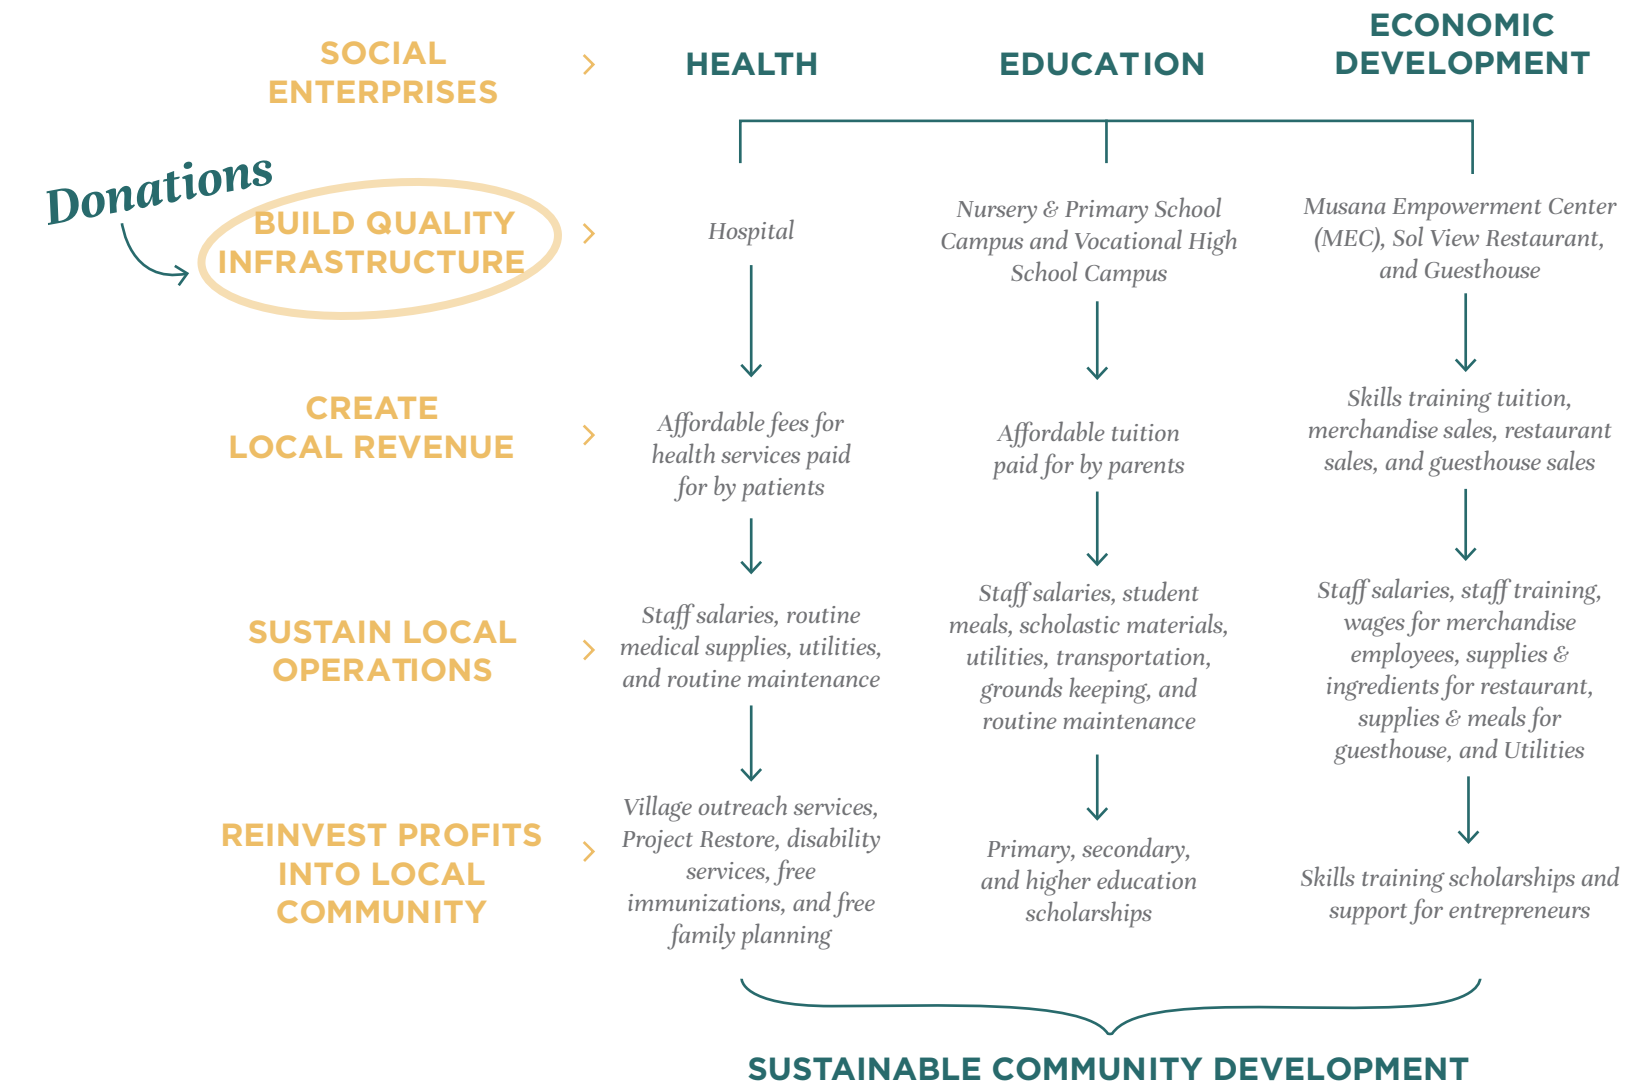 SOCIAL
ENTERPRISES
HEALTH
EDUCATION
ECONOMIC
DEVELOPMENT
Donations
BUILD QUALITY
INFRASTRUCTURE
Hospital
Nursery & Primary School
Campus and Vocational High
School Campus
Musana Empowerment Center
(MEC), Sol View Restaurant,
and Guesthouse
CREATE
LOCAL REVENUE
Affordable fees for
health services paid
for by patients
Affordable tuition
paid for by parents
Skills training tuition,
merchandise sales, restaurant
sales, and guesthouse sales
SUSTAIN LOCAL
OPERATIONS
Staff salaries, routine
medical supplies, utilities,
and routine maintenance
Staff salaries, student
meals, scholastic materials,
utilities, transportation,
grounds keeping, and
routine maintenance
Staff salaries, staff training,
wages for merchandise
employees, supplies &
ingredients for restaurant,
supplies & meals for
guesthouse, and Utilities
REINVEST PROFITS
INTO LOCAL
COMMUNITY
Village outreach services,
Project Restore, disability
services, free
immunizations, and free
family planning
Primary, secondary,
and higher education
scholarships
Skills training scholarships and
support for entrepreneurs
SUSTAINABLE COMMUNITY DEVELOPMENT